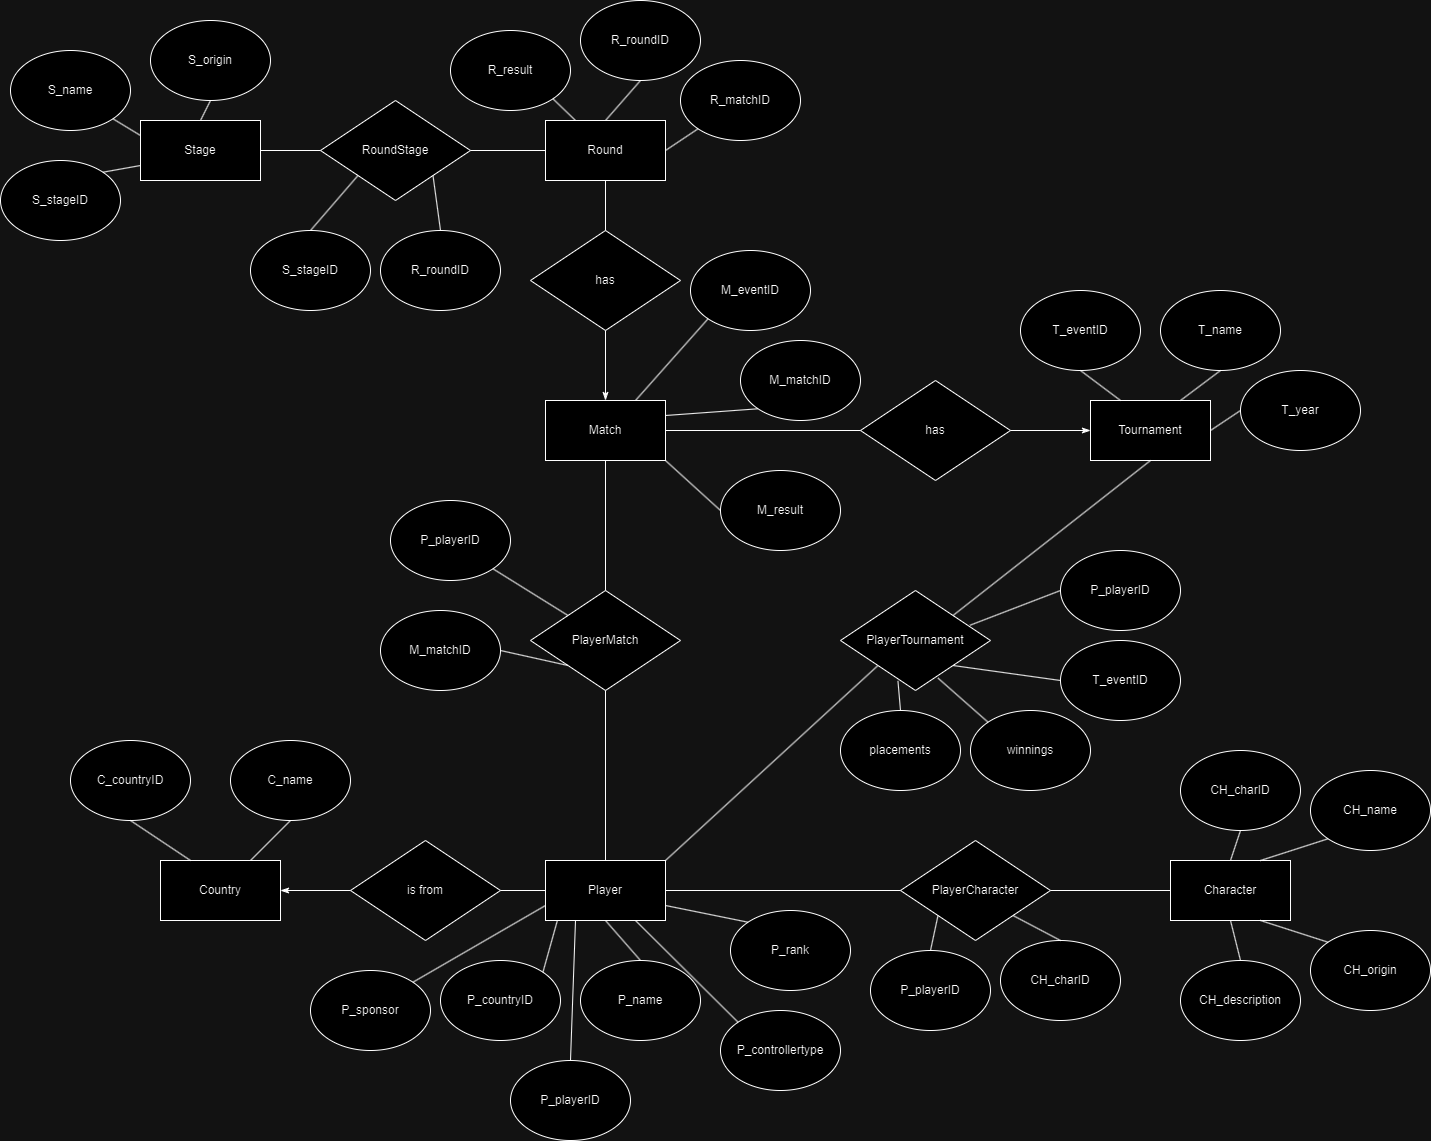 R_roundID
S_origin
R_result
S_name
R_matchID
Stage
RoundStage
Round
S_stageID
S_stageID
R_roundID
has
M_eventID
T_eventID
T_name
M_matchID
T_year
Match
has
Tournament
M_result
P_playerID
P_playerID
PlayerMatch
PlayerTournament
M_matchID
T_eventID
placements
winnings
C_countryID
C_name
CH_charID
CH_name
Country
is from
Player
PlayerCharacter
Character
P_rank
CH_origin
CH_charID
P_playerID
P_sponsor
P_countryID
P_name
CH_description
P_controllertype
P_playerID